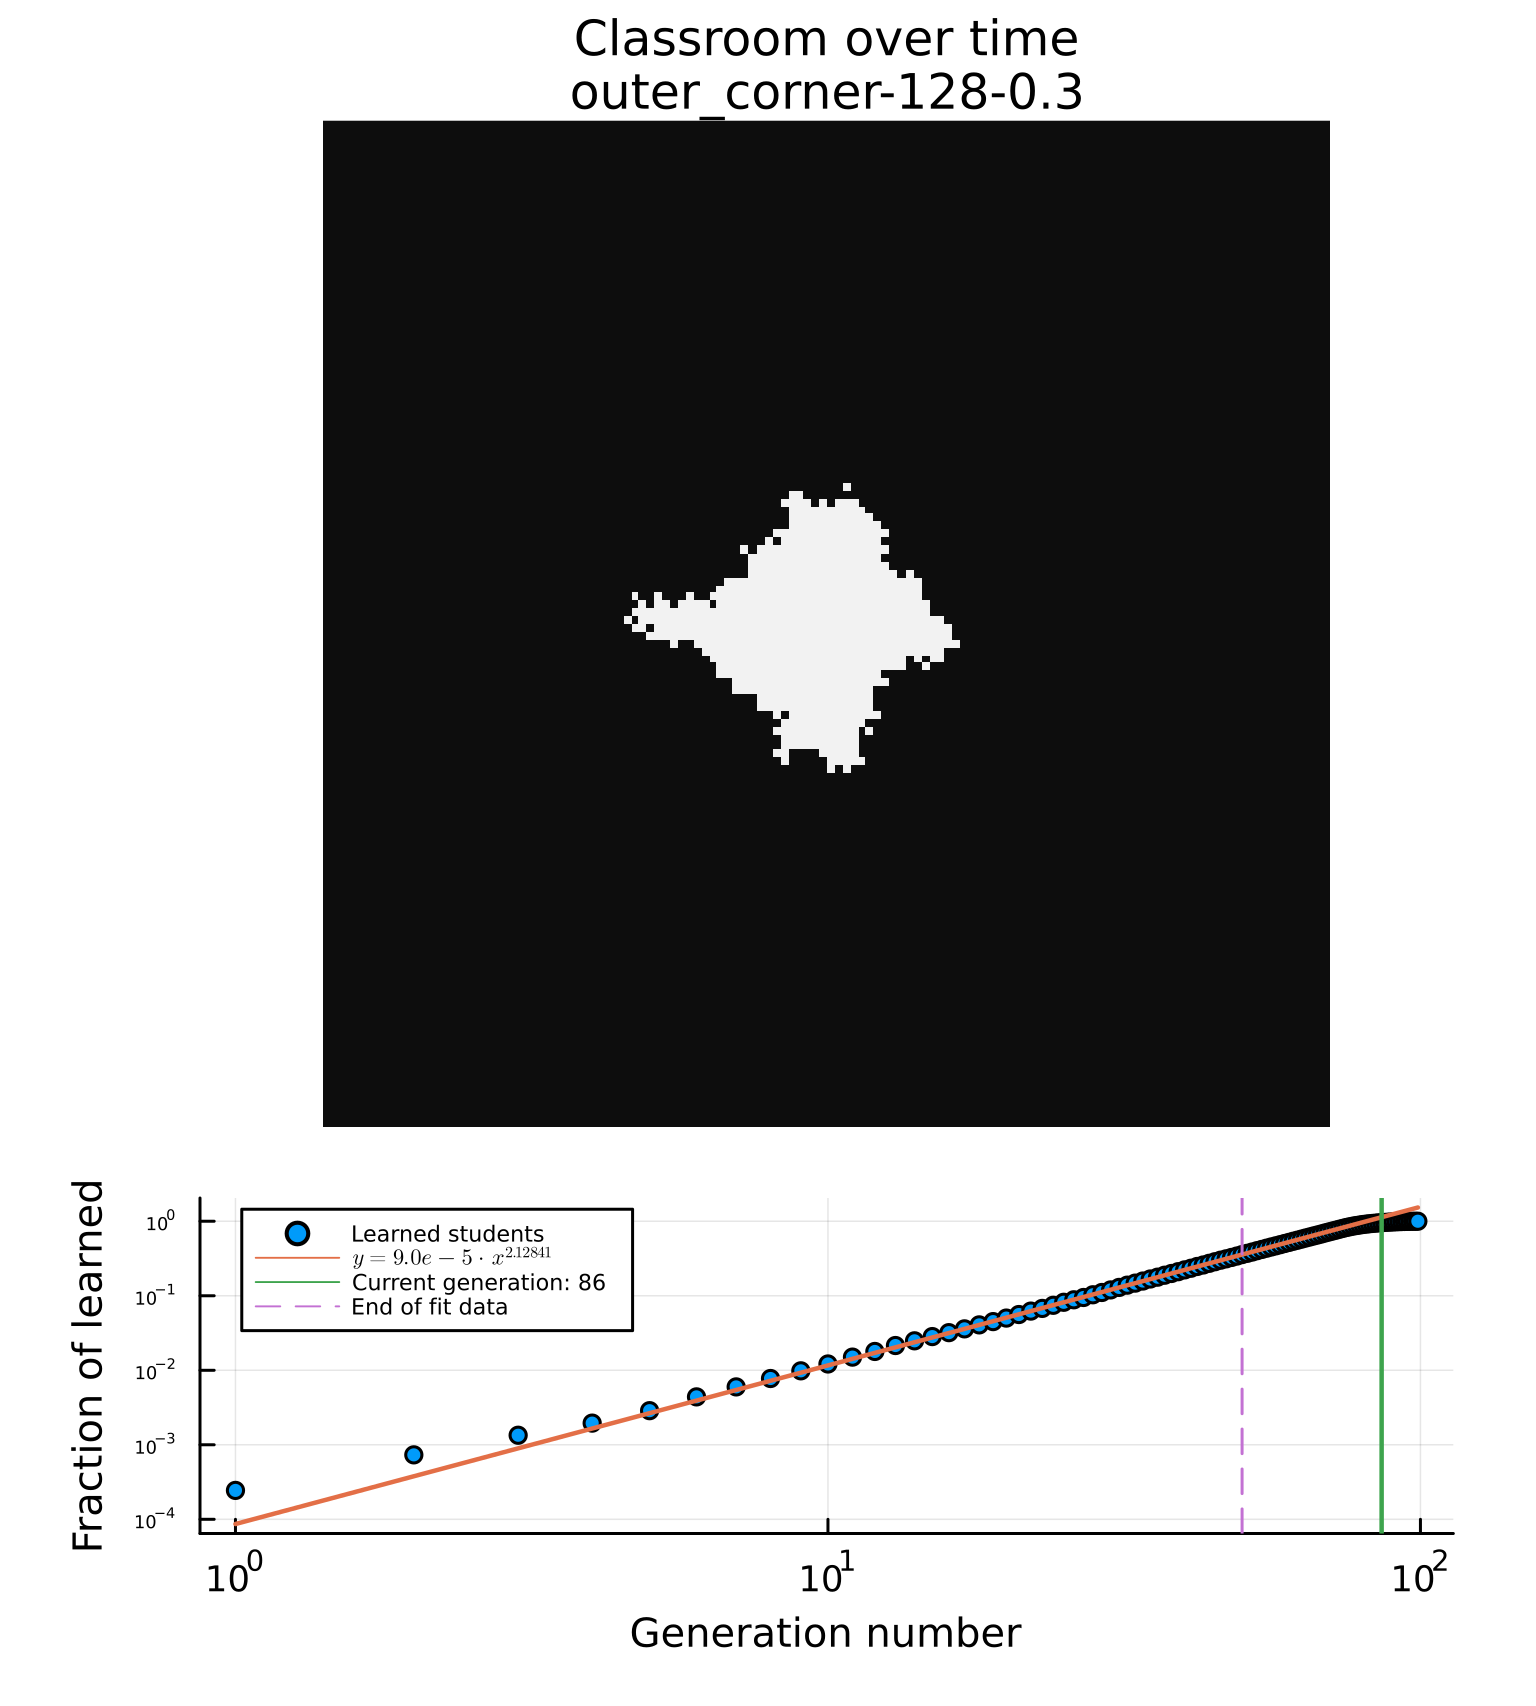 Classroom over time
outer_corner-128-0.3
Fraction of learned
10^0
10^−1
10^−2
10^−3
10^−4
Learned students
y = 9.0e − 5 · x^2.12841
Current generation: 86
End of fit data
10^0 10^1 10^2
Generation number